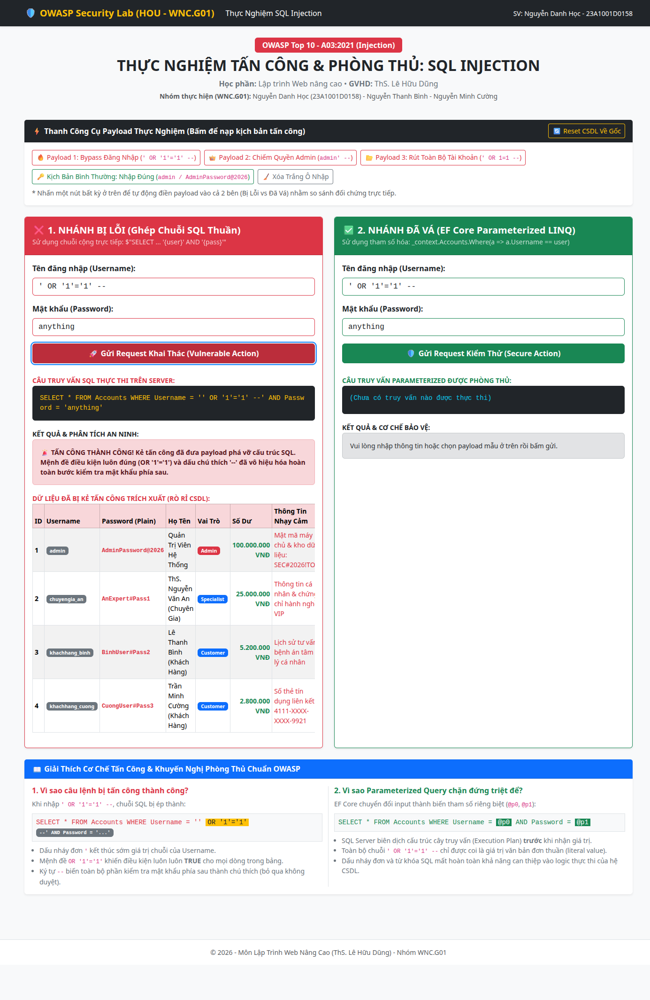 OWASP Security Lab (HOU - WNC.G01)
Thực Nghiệm SQL Injection
SV: Nguyễn Danh Học - 23A1001D0158
OWASP Top 10 - A03:2021 (Injection)
THỰC NGHIỆM TẤN CÔNG & PHÒNG THỦ: SQL INJECTION
Học phần: Lập trình Web nâng cao • GVHD: ThS. Lê Hữu Dũng
Nhóm thực hiện (WNC.G01): Nguyễn Danh Học (23A1001D0158) - Nguyễn Thanh Bình - Nguyễn Minh Cường
Thanh Công Cụ Payload Thực Nghiệm (Bấm để nạp kịch bản tấn công)
Reset CSDL Về Gốc
Payload 1: Bypass Đăng Nhập (' OR '1'='1' --)
Payload 2: Chiếm Quyền Admin (admin' --)
Payload 3: Rút Toàn Bộ Tài Khoản (' OR 1=1 --)
Kịch Bản Bình Thường: Nhập Đúng (admin / AdminPassword@2026)
Xóa Trắng Ô Nhập
* Nhấn một nút bất kỳ ở trên để tự động điền payload vào cả 2 bên (Bị Lỗi vs Đã Vá) nhằm so sánh đối chứng trực tiếp.
1. NHÁNH BỊ LỖI (Ghép Chuỗi SQL Thuần)
Sử dụng chuỗi cộng trực tiếp: $"SELECT ... '{user}' AND '{pass}'"
Tên đăng nhập (Username):
' OR '1'='1' --
Mật khẩu (Password):
anything
Gửi Request Khai Thác (Vulnerable Action)
CÂU TRUY VẤN SQL THỰC THI TRÊN SERVER:
SELECT * FROM Accounts WHERE Username = '' OR '1'='1' --' AND Passw
ord = 'anything'
KẾT QUẢ & PHÂN TÍCH AN NINH:
TẤN CÔNG THÀNH CÔNG! Kẻ tấn công đã đưa payload phá vỡ cấu trúc SQL.
Mệnh đề điều kiện luôn đúng (OR '1'='1') và dấu chú thích '--' đã vô hiệu hóa hoàn
toàn bước kiểm tra mật khẩu phía sau.
DỮ LIỆU ĐÃ BỊ KẺ TẤN CÔNG TRÍCH XUẤT (RÒ RỈ CSDL):
ID Username Password (Plain) Họ Tên Vai Trò Số Dư Thông Tin
Nhạy Cảm
1 admin AdminPassword@2026 Quản
Trị Viên
Hệ
Thống Admin 100.000.000
VNĐ Mật mã máy
chủ & kho dữ
liệu:
SEC#2026!TO
2 chuyengia_an AnExpert#Pass1 ThS.
Nguyễn
Văn An
(Chuyên
Gia) Specialist 25.000.000
VNĐ Thông tin cá
nhân & chứng
chỉ hành ngh
VIP
3 khachhang_binh BinhUser#Pass2 Lê
Thanh
Bình
(Khách
Hàng) Customer 5.200.000
VNĐ Lịch sử tư vấn
bệnh án tâm
lý cá nhân
4 khachhang_cuong CuongUser#Pass3 Trần
Minh
Cường
(Khách
Hàng) Customer 2.800.000
VNĐ Số thẻ tín
dụng liên kết
4111-XXXX-
XXXX-9921
2. NHÁNH ĐÃ VÁ (EF Core Parameterized LINQ)
Sử dụng tham số hóa: _context.Accounts.Where(a => a.Username == user)
Tên đăng nhập (Username):
' OR '1'='1' --
Mật khẩu (Password):
anything
Gửi Request Kiểm Thử (Secure Action)
CÂU TRUY VẤN PARAMETERIZED ĐƯỢC PHÒNG THỦ:
(Chưa có truy vấn nào được thực thi)
KẾT QUẢ & CƠ CHẾ BẢO VỆ:
Vui lòng nhập thông tin hoặc chọn payload mẫu ở trên rồi bấm gửi.
Giải Thích Cơ Chế Tấn Công & Khuyến Nghị Phòng Thủ Chuẩn OWASP
1. Vì sao câu lệnh bị tấn công thành công?
Khi nhập ' OR '1'='1' --, chuỗi SQL bị ép thành:
SELECT * FROM Accounts WHERE Username = '' OR '1'='1'
--' AND Password = '...'
Dấu nháy đơn ' kết thúc sớm giá trị chuỗi của Username.
Mệnh đề OR '1'='1' khiến điều kiện luôn luôn TRUE cho mọi dòng trong bảng.
Ký tự -- biến toàn bộ phần kiểm tra mật khẩu phía sau thành chú thích (bỏ qua không
duyệt).
2. Vì sao Parameterized Query chặn đứng triệt để?
EF Core chuyển đổi input thành biến tham số riêng biệt (@p0, @p1):
SELECT * FROM Accounts WHERE Username = @p0 AND Password = @p1
SQL Server biên dịch cấu trúc cây truy vấn (Execution Plan) trước khi nhận giá trị.
Toàn bộ chuỗi ' OR '1'='1' -- chỉ được coi là giá trị văn bản đơn thuần (literal value).
Dấu nháy đơn và từ khóa SQL mất hoàn toàn khả năng can thiệp vào logic thực thi của hệ
CSDL.
© 2026 - Môn Lập Trình Web Nâng Cao (ThS. Lê Hữu Dũng) - Nhóm WNC.G01